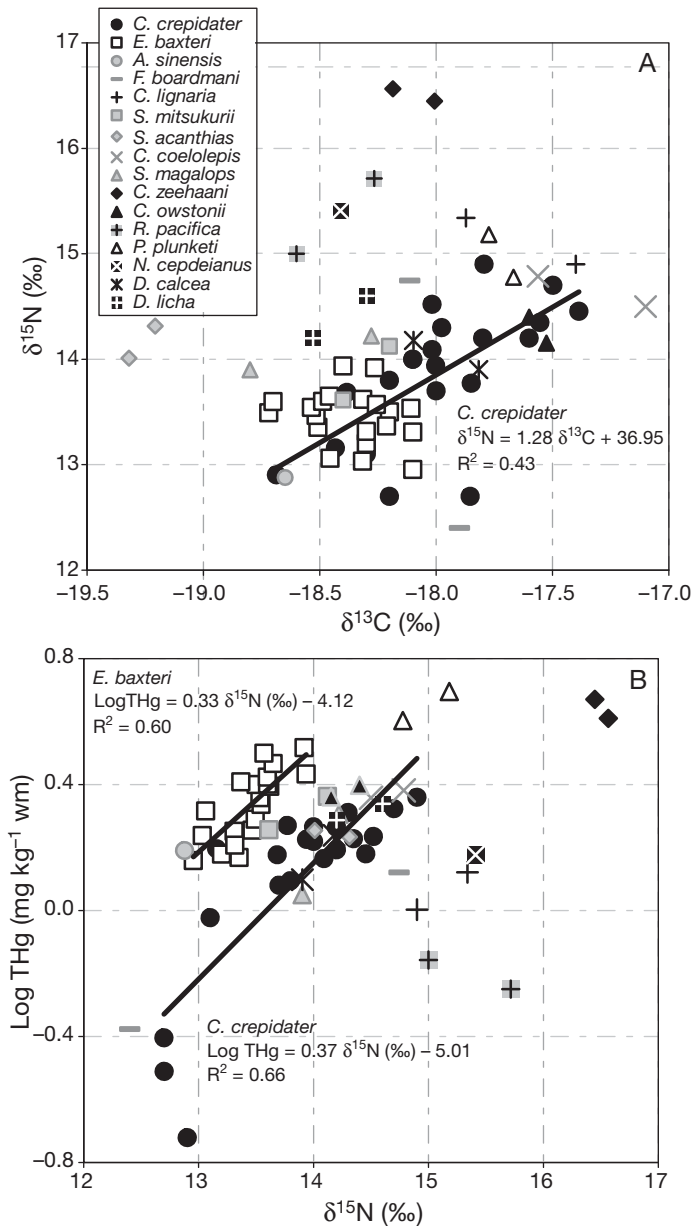 C. crepidater
E. baxteri
A. sinensis
F. boardmani
C. lignaria
S. mitsukurii
S. acanthias
C. coelolepis
S. magalops
C. zeehaani
C. owstonii
R. pacifica
P. plunketi
N. cepdeianus
D. calcea
D. licha
A
17
16
15
14
13
12
δ15N (‰)
C. crepidater
δ15N = 1.28 δ13C + 36.95
R2 = 0.43
−19.5 −19.0 −18.5 −18.0 −17.5 −17.0
δ13C (‰)
B
E. baxteri
LogTHg = 0.33 δ15N (‰) – 4.12
R2 = 0.60
0.8
0.4
0.0
−0.4
−0.8
Log THg (mg kg–1 wm)
C. crepidater
Log THg = 0.37 δ15N (‰) – 5.01
R2 = 0.66
12 13 14 15 16 17
δ15N (‰)